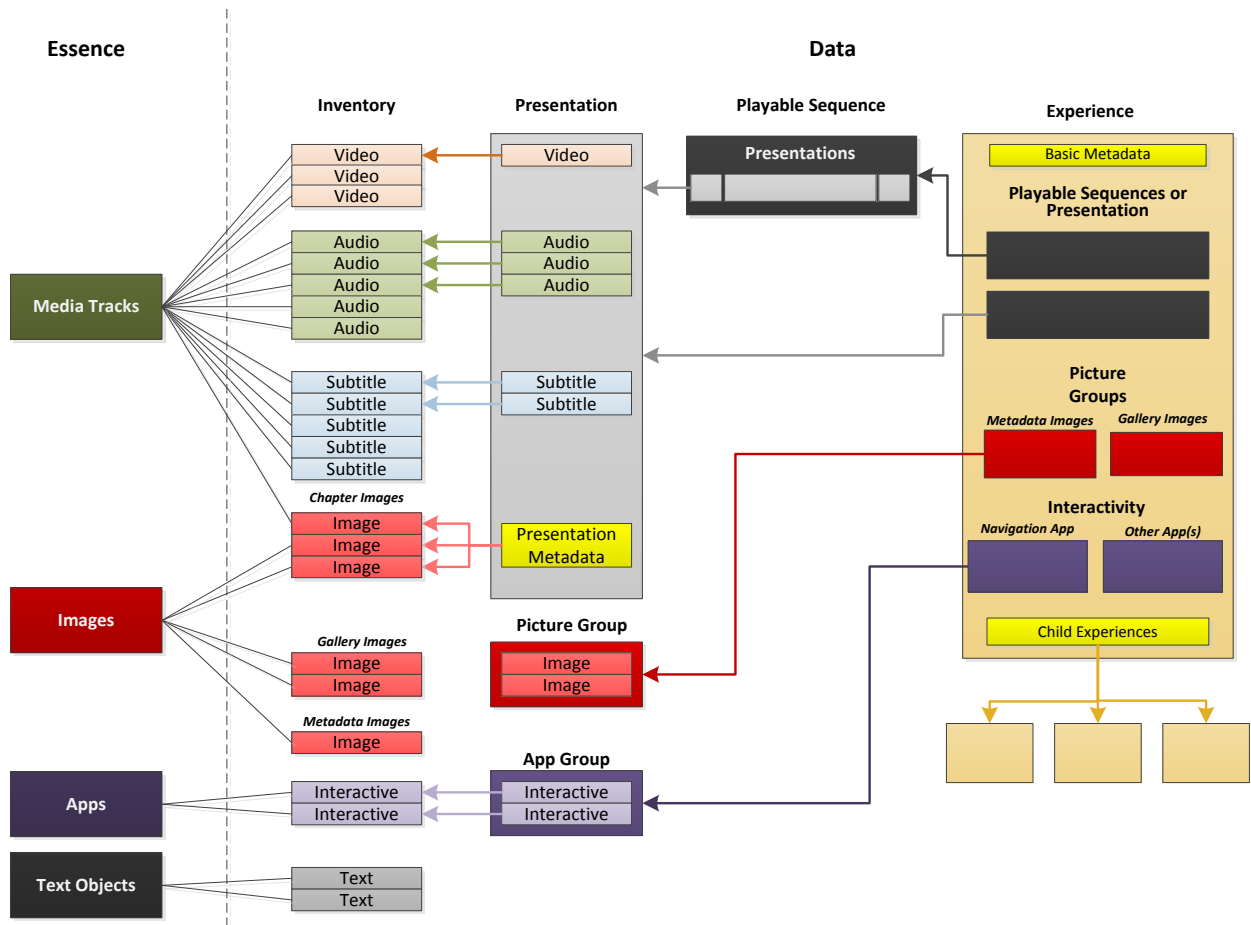 Essence
Data
Inventory
Presentation
Playable Sequence
Experience
Video
Video
Video
Video
Presentations
Basic Metadata
Playable Sequences or
Presentation
Audio
Audio
Audio
Audio
Audio
Audio
Audio
Audio
Media Tracks
Subtitle
Subtitle
Subtitle
Subtitle
Subtitle
Subtitle
Subtitle
Picture
Groups
Metadata Images
Gallery Images
Chapter Images
Image
Image
Image
Presentation
Metadata
Interactivity
Navigation App
Other App(s)
Images
Picture Group
Gallery Images
Image
Image
Image
Image
Child Experiences
Metadata Images
Image
App Group
Apps
Interactive
Interactive
Interactive
Interactive
Text Objects
Text
Text